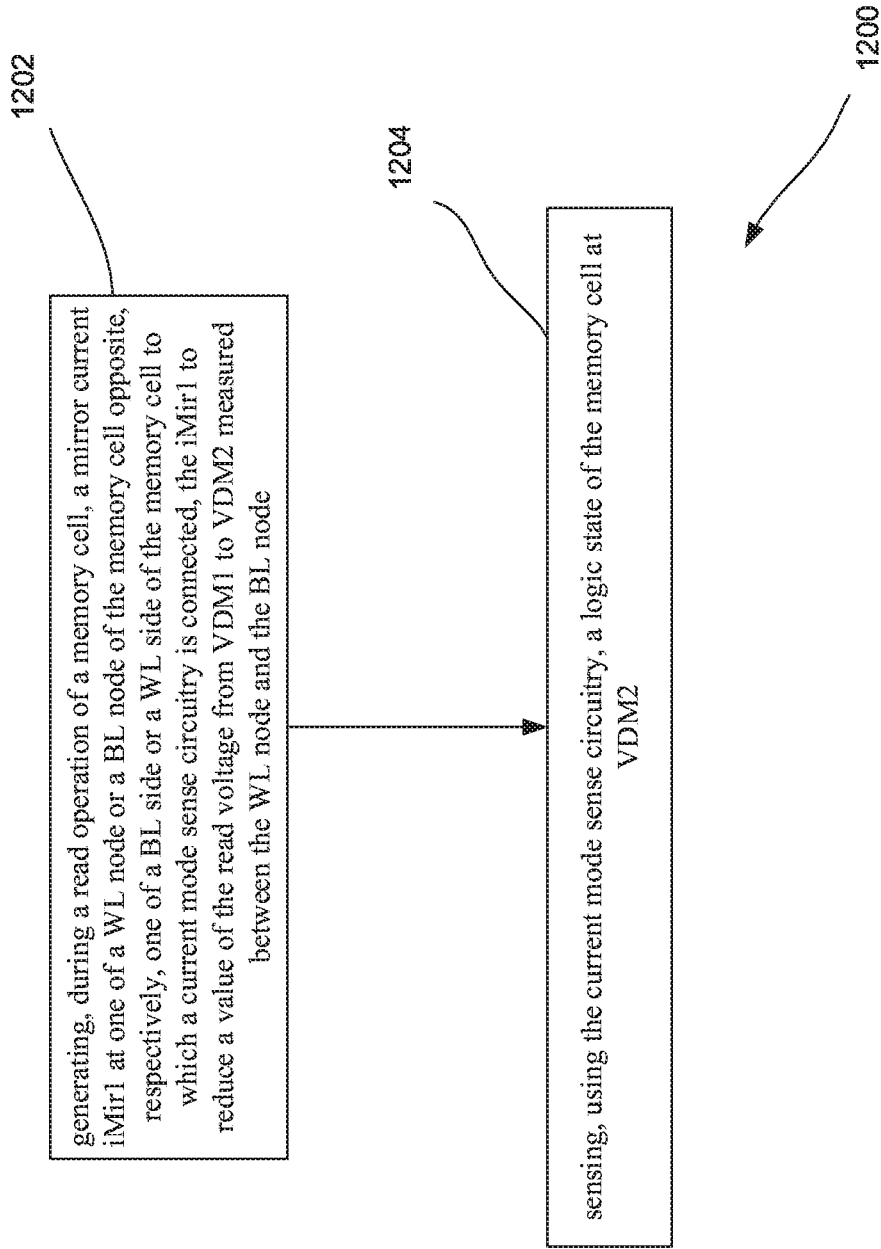 1202
generating, during a read operation of a memory cell, a mirror current
iMir1 at one of a WL node or a BL node of the memory cell opposite,
respectively, one of a BL side or a WL side of the memory cell to
which a current mode sense circuitry is connected, the iMir1 to
reduce a value of the read voltage from VDM1 to VDM2 measured
between the WL node and the BL node
1204
sensing, using the current mode sense circuitry, a logic state of the memory cell at
VDM2
1200